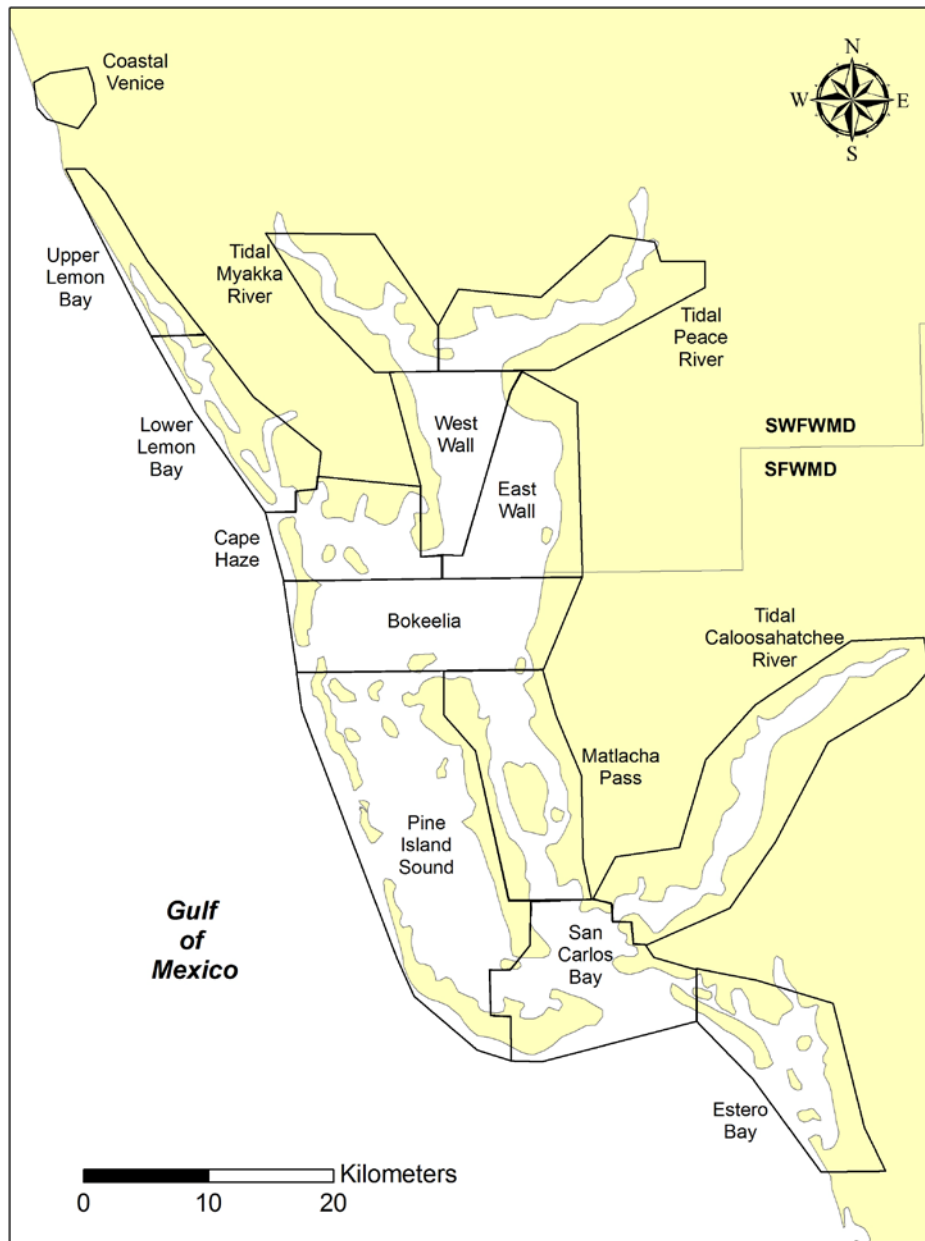 Coastal
Venice
N
W
E
S
Upper
Lemon
Bay
Tidal
Myakka
River
Tidal
Peace
River
Lower
Lemon
Bay
West
Wall
SWFWMD
SFWMD
East
Wall
Cape
Haze
Bokeelia
Tidal
Caloosahatchee
River
Matlacha
Pass
Pine
Island
Sound
Gulf
of
Mexico
San
Carlos
Bay
Estero
Bay
Kilometers
0 10 20